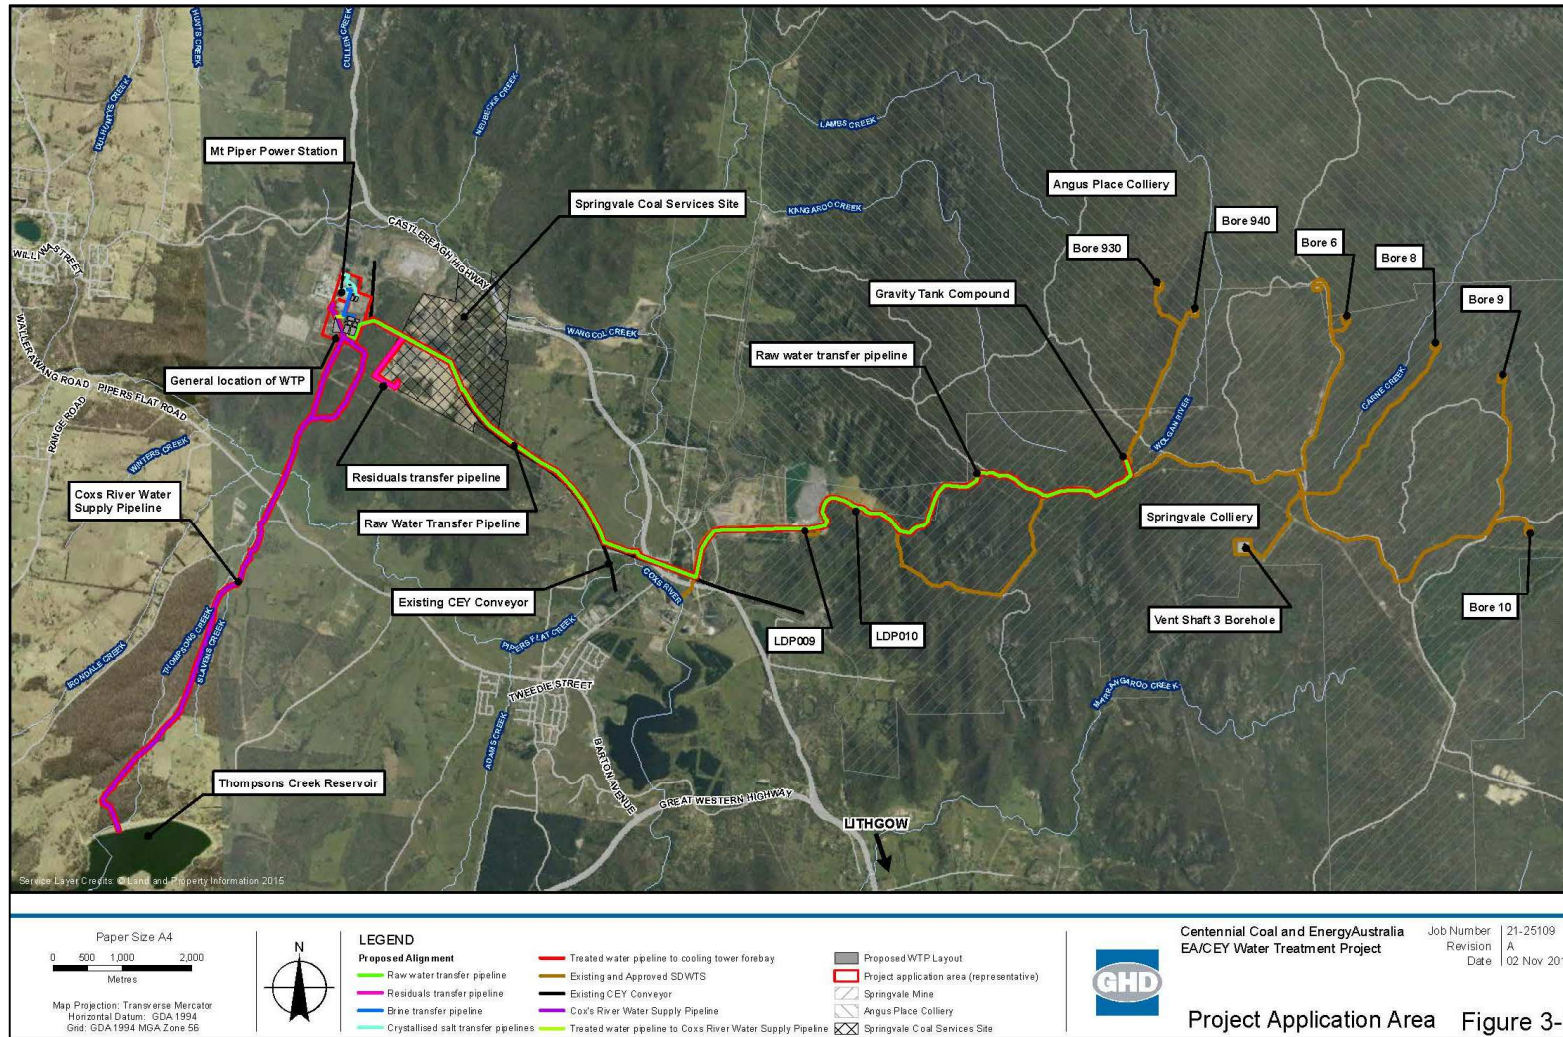 HUNTS CREEK
CULLEN CREEK
DULHUNTYS CREEK
NEUBECKS CREEK
LAMBS CREEK
Mt Piper Power Station
Angus Place Colliery
Springvale Coal Services Site
KANGAROO CREEK
Bore 940
Bore 930
Bore 6
Bore 8
CASTLEREAGH HIGHWAY
WILLIWA STREET
Gravity Tank Compound
Bore 9
WANGCOL CREEK
Raw water transfer pipeline
WALLERAWANG ROAD
PIPERS FLAT ROAD
General location of WTP
RANGE ROAD
CARNE CREEK
WOLGAN RIVER
WINTERS CREEK
Residuals transfer pipeline
Coxs River Water
Supply Pipeline
Raw Water Transfer Pipeline
Springvale Colliery
COXS RIVER
Existing CEY Conveyor
Bore 10
Vent Shaft 3 Borehole
LDP009
LDP010
THOMPSONS CREEK
SLAVENS CREEK
IRONDALE CREEK
PIPERS FLAT CREEK
TWEEDIE STREET
MARRANGAROO CREEK
ADAMS CREEK
BARTON AVENUE
Thompsons Creek Reservoir
GREAT WESTERN HIGHWAY
LITHGOW
Service Layer Credits: © Land and Property Information 2015
Paper Size A4
0 500 1,000 2,000
Metres
Map Projection: Transverse Mercator
Horizontal Datum: GDA 1994
Grid: GDA 1994 MGA Zone 56
N
LEGEND
Proposed Alignment
Raw water transfer pipeline
Residuals transfer pipeline
Brine transfer pipeline
Crystallised salt transfer pipelines
Treated water pipeline to cooling tower forebay
Existing and Approved SDWTS
Existing CEY Conveyor
Cox's River Water Supply Pipeline
Treated water pipeline to Coxs River Water Supply Pipeline
Proposed WTP Layout
Project application area (representative)
Springvale Mine
Angus Place Colliery
Springvale Coal Services Site
GHD
Centennial Coal and EnergyAustralia
EA/CEY Water Treatment Project
Job Number 21-25109
Revision A
Date 02 Nov 201
Project Application Area Figure 3-